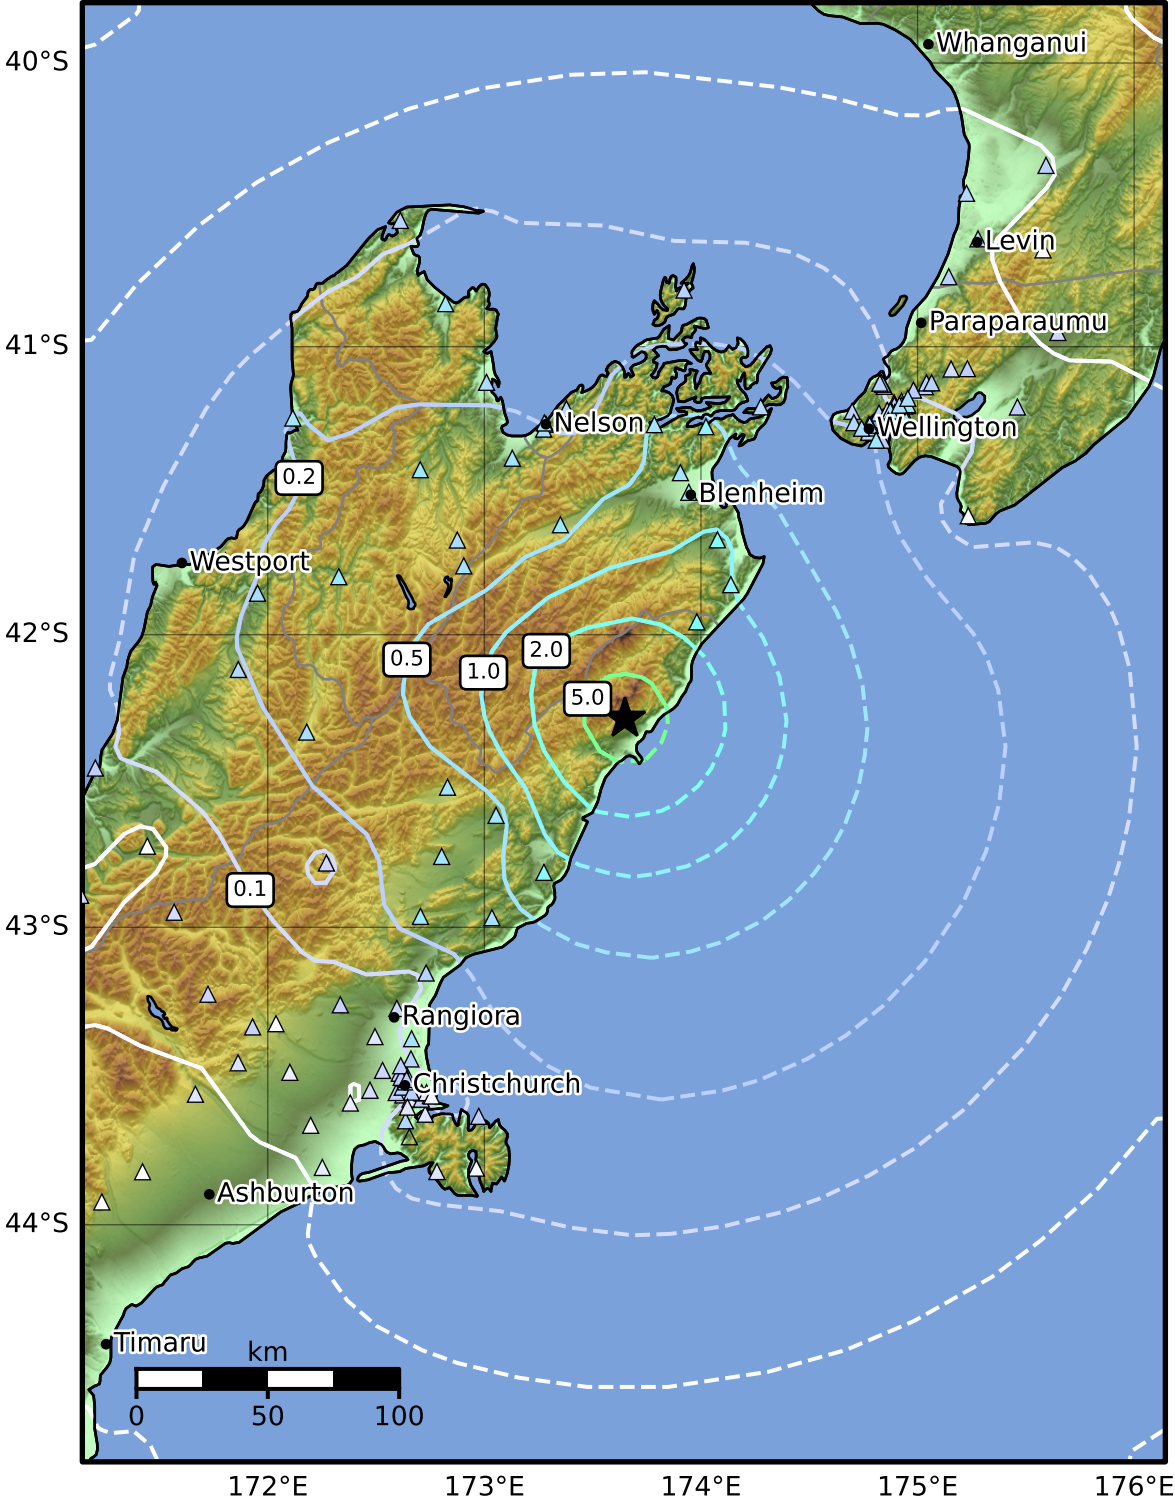 Whanganui
40°S
Levin
Paraparaumu
41°S
Nelson
Wellington
0.2
Blenheim
Westport
42°S
2.0
0.5
1.0
5.0
0.1
43°S
Rangiora
Christchurch
Ashburton
44°S
Timaru
km
0 50 100
172°E 173°E 174°E 175°E 176°E